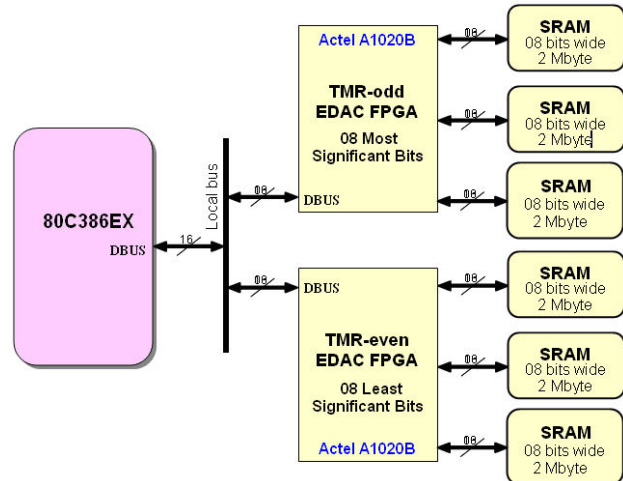 80C386EX
DBUS
16
Local bus
08
08
Actel A1020B
TMR-odd
EDAC FPGA
08 Most
Significant Bits
DBUS
08
08
08
SRAM
08 bits wide
2 Mbyte
SRAM
08 bits wide
2 Mbyte
SRAM
08 bits wide
2 Mbyte
DBUS
TMR-even
EDAC FPGA
08 Least
Significant Bits
Actel A1020B
08
08
08
SRAM
08 bits wide
2 Mbyte
SRAM
08 bits wide
2 Mbyte
SRAM
08 bits wide
2 Mbyte